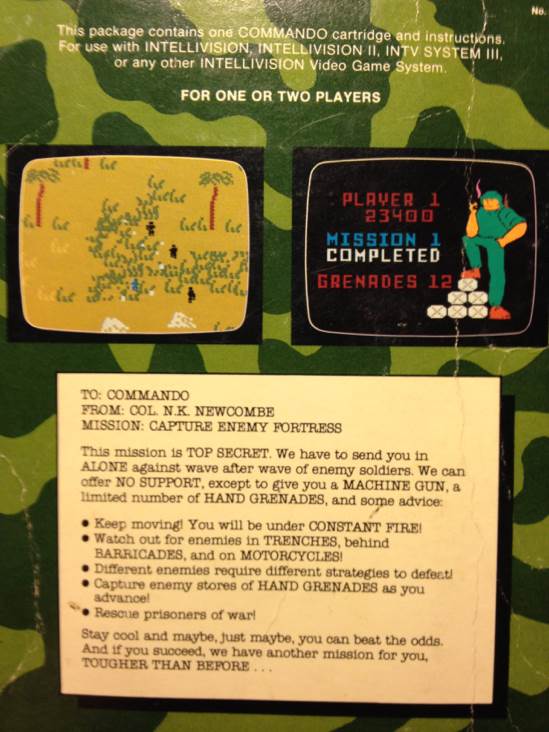 No.
This package contains one COMMANDO cartridge and instructions.
For use with INTELLIVISION, INTELLIVISION II, INTV SYSTEM III,
or any other INTELLIVISION Video Game System.
FOR ONE OR TWO PLAYERS
PLAYER 1
23400
MISSION 1
COMPLETED
GRENADES 12
TO: COMMANDO
FROM: COL. N.K. NEWCOMBE
MISSION: CAPTURE ENEMY FORTRESS
This mission is TOP SECRET. We have to send you in
ALONE against wave after wave of enemy soldiers. We can
offer NO SUPPORT, except to give you a MACHINE GUN, a
limited number of HAND GRENADES, and some advice:
● Keep moving! You will be under CONSTANT FIRE!
● Watch out for enemies in TRENCHES, behind
BARRICADES, and on MOTORCYCLES!
● Different enemies require different strategies to defeat!
● Capture enemy stores of HAND GRENADES as you
advance!
● Rescue prisoners of war!
Stay cool and maybe, just maybe, you can beat the odds.
And if you succeed, we have another mission for you,
TOUGHER THAN BEFORE . . .